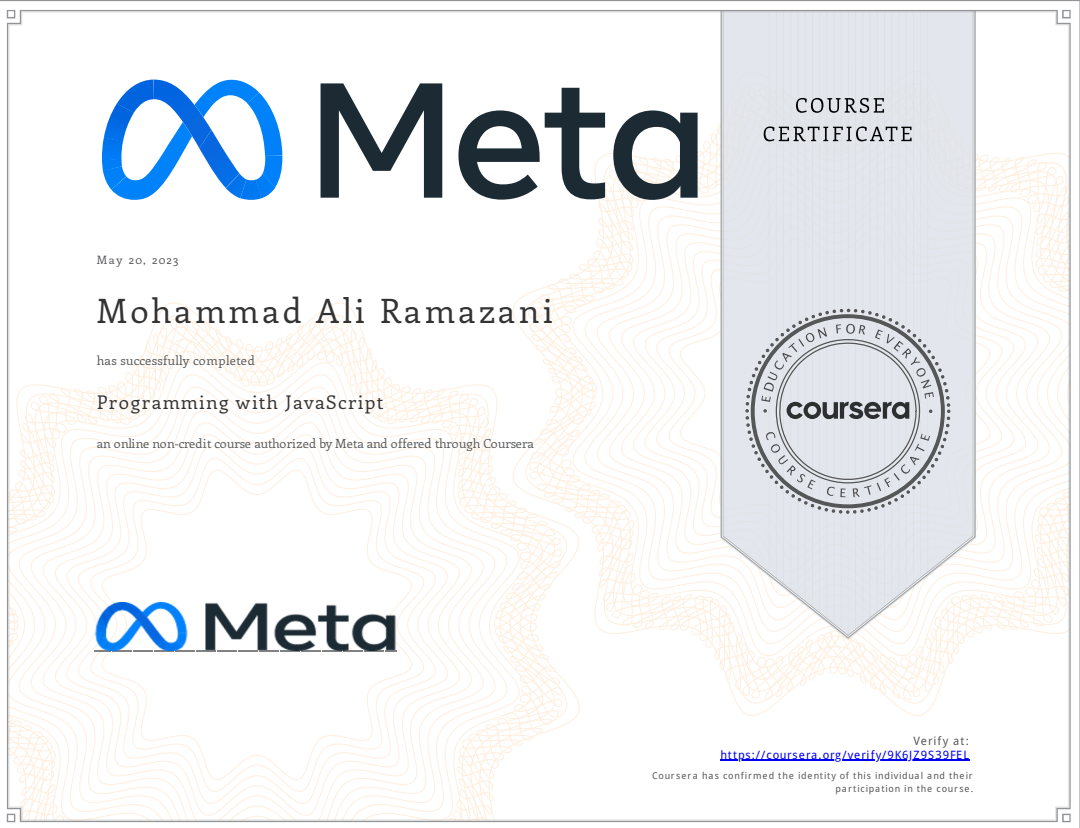 Meta
COURSE
CERTIFICATE
May 20, 2023
Mohammad Ali Ramazani
has successfully completed
Programming with JavaScript
an online non-credit course authorized by Meta and offered through Coursera
EDUCATION FOR EVERYONE
coursera
COURSE CERTIFICATE
Meta
Verify at:
https://coursera.org/verify/9K6JZ9S39FEL
Coursera has confirmed the identity of this individual and their
participation in the course.